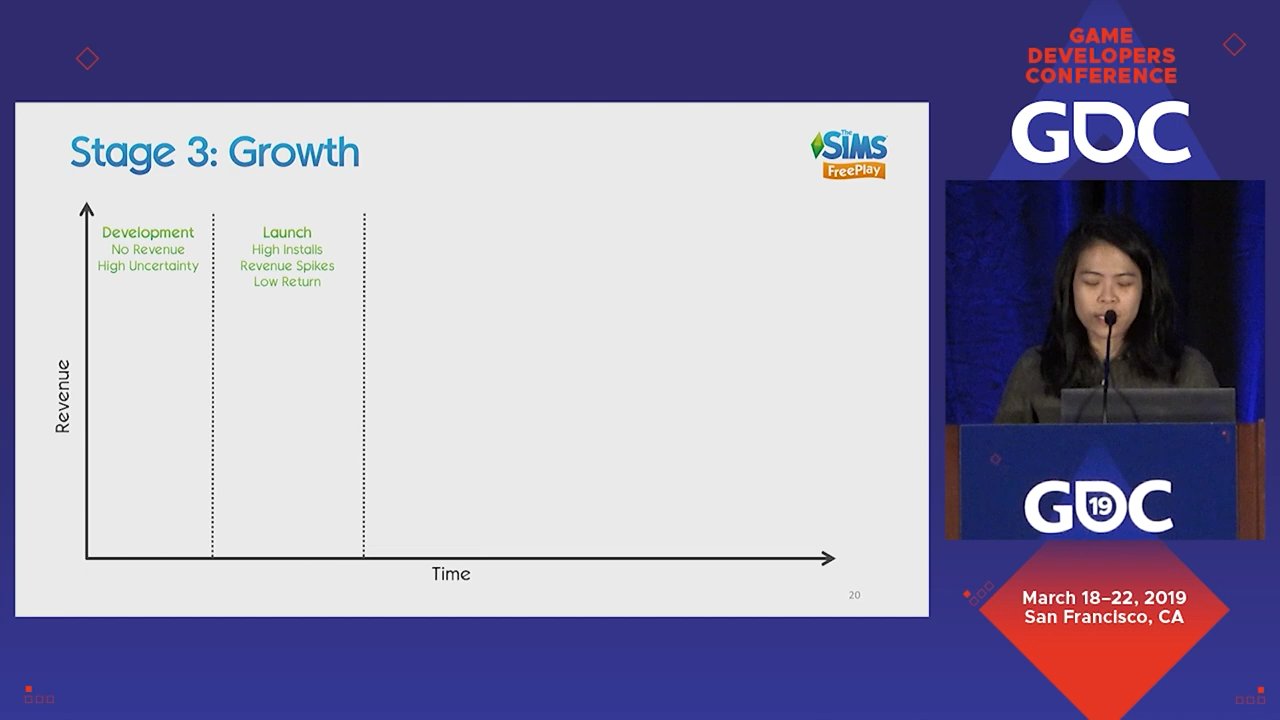 Stage 3: Growth
The
SiMS
FreePlay
Development
No Revenue
High Uncertainty
Launch
High Installs
Revenue Spikes
Low Return
Revenue
Time
20
GAME
DEVELOPERS
CONFERENCE
GDC
GDC
19
March 18–22, 2019
San Francisco, CA